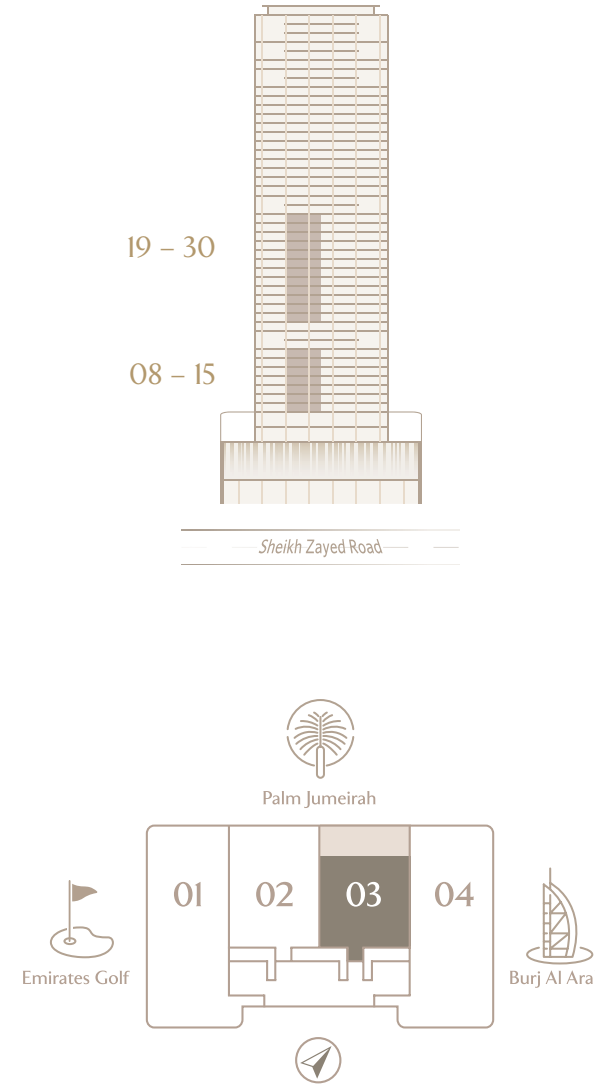 19 – 30
08 – 15
Sheikh Zayed Road
Palm Jumeirah
01 02 03 04
Emirates Golf
Burj Al Ara